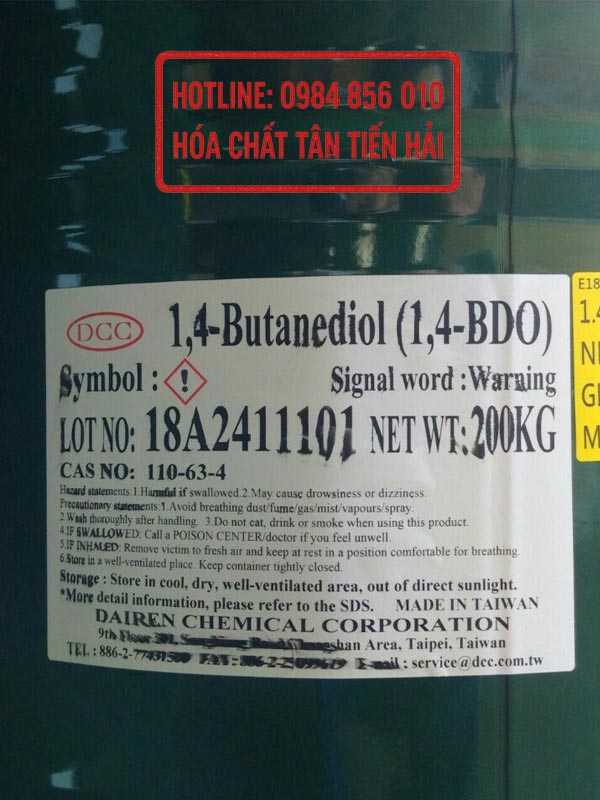 HOTLINE: 0984 856 010
HÓA CHẤT TÂN TIẾN HẢI
DCC
1,4-Butanediol (1,4-BDO)
Symbol : ! Signal word :Warning
LOT NO: 18A2411101 NET WT:200KG
CAS NO: 110-63-4
Hazard statements:1.Harmful if swallowed.2.May cause drowsiness or dizziness.
Precautionary statements:1.Avoid breathing dust/fume/gas/mist/vapours/spray.
2.Wash thoroughly after handling. 3.Do not eat, drink or smoke when using this product.
4.IF SWALLOWED: Call a POISON CENTER/doctor if you feel unwell.
5.IF INHALED: Remove victim to fresh air and keep at rest in a position comfortable for breathing.
6.Store in a well-ventilated place. Keep container tightly closed.
Storage : Store in cool, dry, well-ventilated area, out of direct sunlight.
*More detail information, please refer to the SDS. MADE IN TAIWAN
DAIREN CHEMICAL CORPORATION
9th Floor Area, Taipei, Taiwan
TEL : 886-2- E-mail : service@dcc.com.tw
E18
1.4